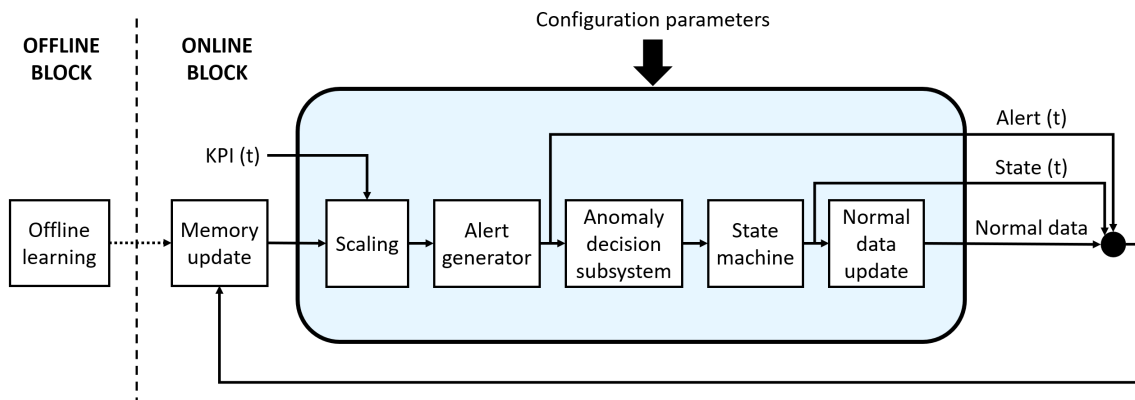 Configuration parameters
OFFLINE
BLOCK
ONLINE
BLOCK
Alert (t)
KPI (t)
State (t)
Offline
learning
Memory
update
Scaling
Alert
generator
Anomaly
decision
subsystem
State
machine
Normal
data
update
Normal data